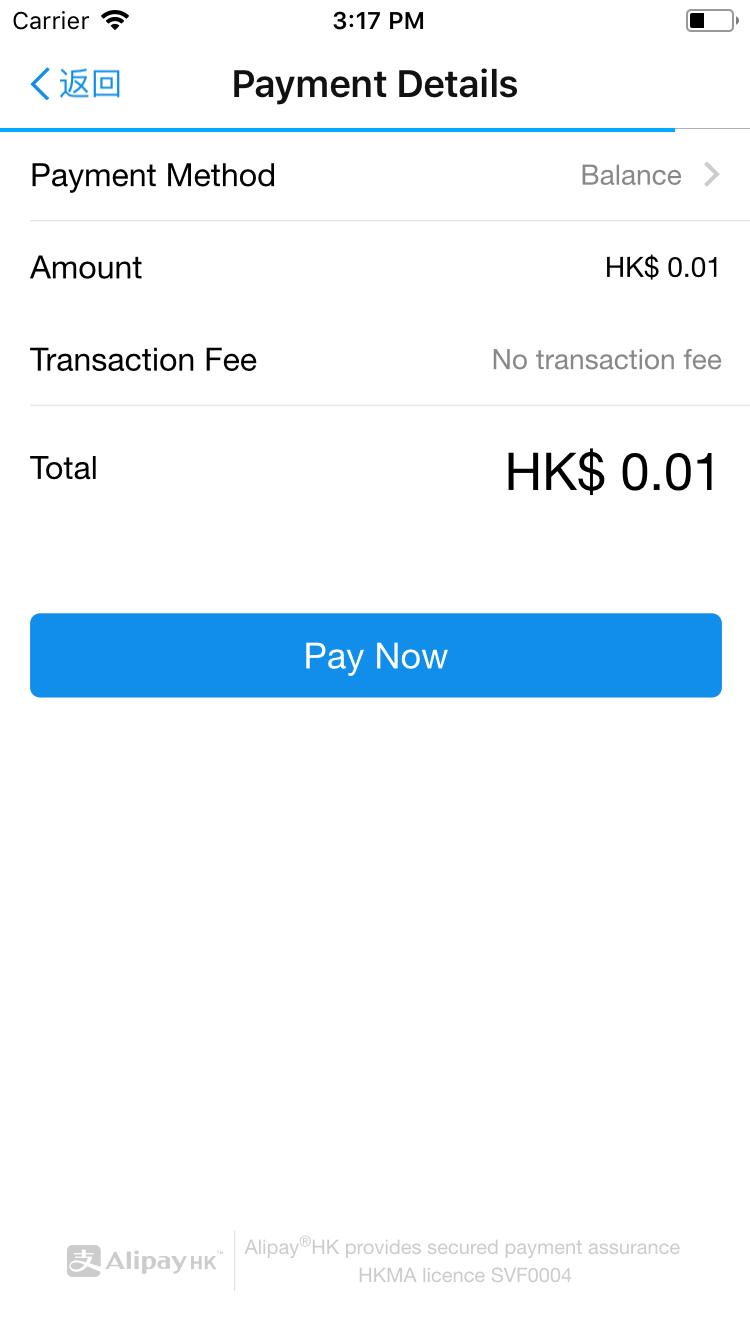 Carrier 3:17 PM
返回 Payment Details
Payment Method Balance
Amount HK$ 0.01
Transaction Fee No transaction fee
Total HK$ 0.01
Pay Now
支 Alipay HK™
Alipay®HK provides secured payment assurance
HKMA licence SVF0004